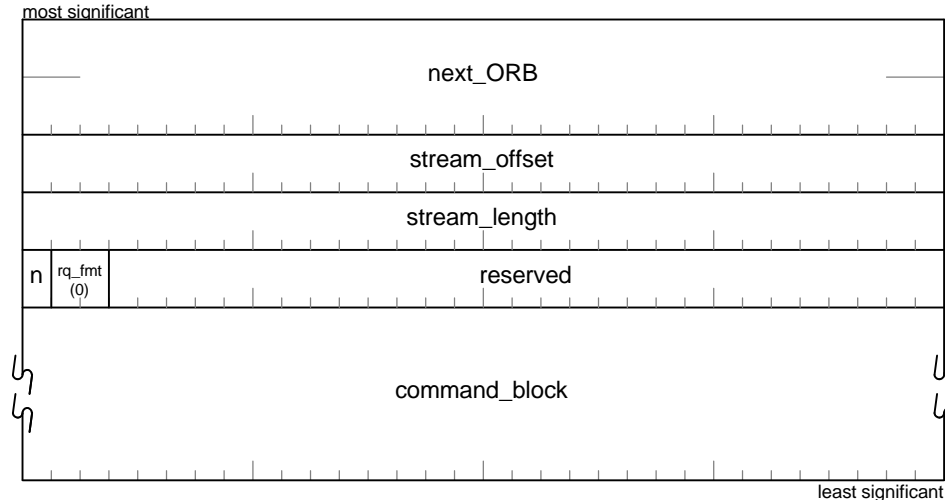 most significant
next_ORB
stream_offset
stream_length
n
rq_fmt
(0)
reserved
command_block
least significant